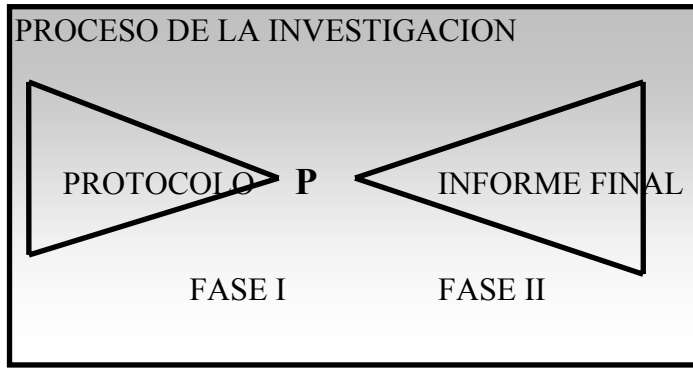 PROCESO DE LA INVESTIGACION
PROTOCOLO P INFORME FINAL
FASE I FASE II